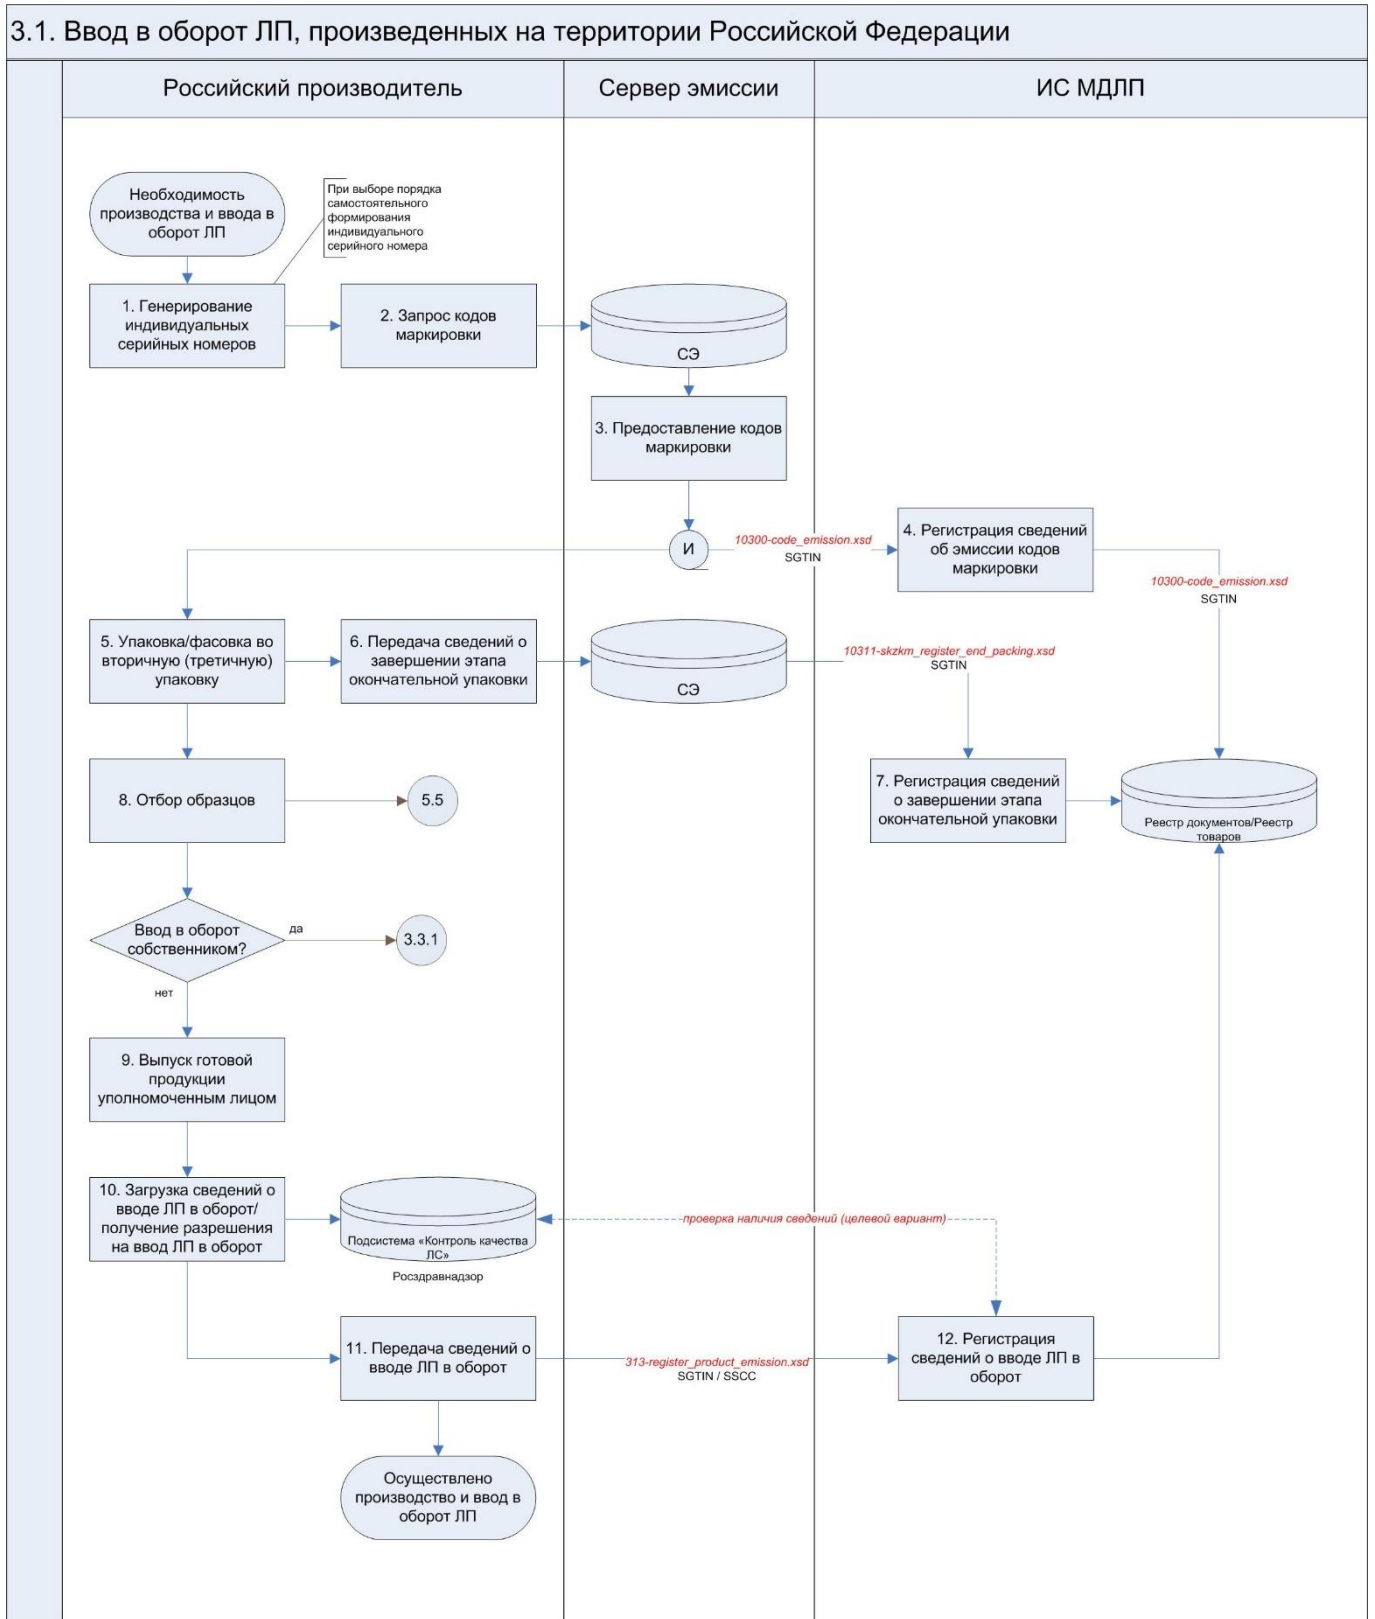 3.1. Ввод в оборот ЛП, произведенных на территории Российской Федерации
Российский производитель
Сервер эмиссии
ИС МДЛП
Необходимость
производства и ввода в
оборот ЛП
При выборе порядка
самостоятельного
формирования
индивидуального
серийного номера
1. Генерирование
индивидуальных
серийных номеров
2. Запрос кодов
маркировки
СЭ
3. Предоставление кодов
маркировки
И
10300-code_emission.xsd
SGTIN
4. Регистрация сведений
об эмиссии кодов
маркировки
10300-code_emission.xsd
SGTIN
5. Упаковка/фасовка во
вторичную (третичную)
упаковку
6. Передача сведений о
завершении этапа
окончательной упаковки
СЭ
10311-skzkm_register_end_packing.xsd
SGTIN
8. Отбор образцов
5.5
7. Регистрация сведений
о завершении этапа
окончательной упаковки
Реестр документов/Реестр
товаров
Ввод в оборот
собственником?
да
3.3.1
нет
9. Выпуск готовой
продукции
уполномоченным лицом
10. Загрузка сведений о
вводе ЛП в оборот/
получение разрешения
на ввод ЛП в оборот
Подсистема «Контроль качества
ЛС»
Росздравнадзор
проверка наличия сведений (целевой вариант)
11. Передача сведений о
вводе ЛП в оборот
313-register_product_emission.xsd
SGTIN / SSCC
12. Регистрация
сведений о вводе ЛП в
оборот
Осуществлено
производство и ввод в
оборот ЛП